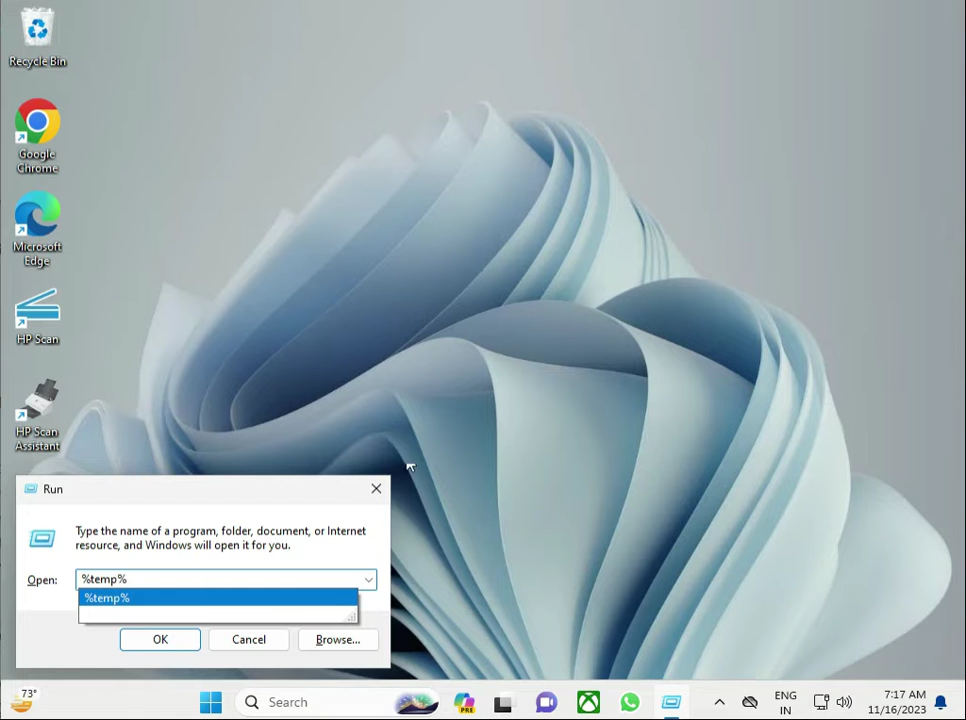 Recycle Bin
Google
Chrome
Microsoft
Edge
HP Scan
HP Scan
Assistant
Run
Type the name of a program, folder, document, or Internet
resource, and Windows will open it for you.
Open:
%temp%
%temp%
OK
Cancel
Browse...
73°
Search
PRE
ENG
IN
7:17 AM
11/16/2023